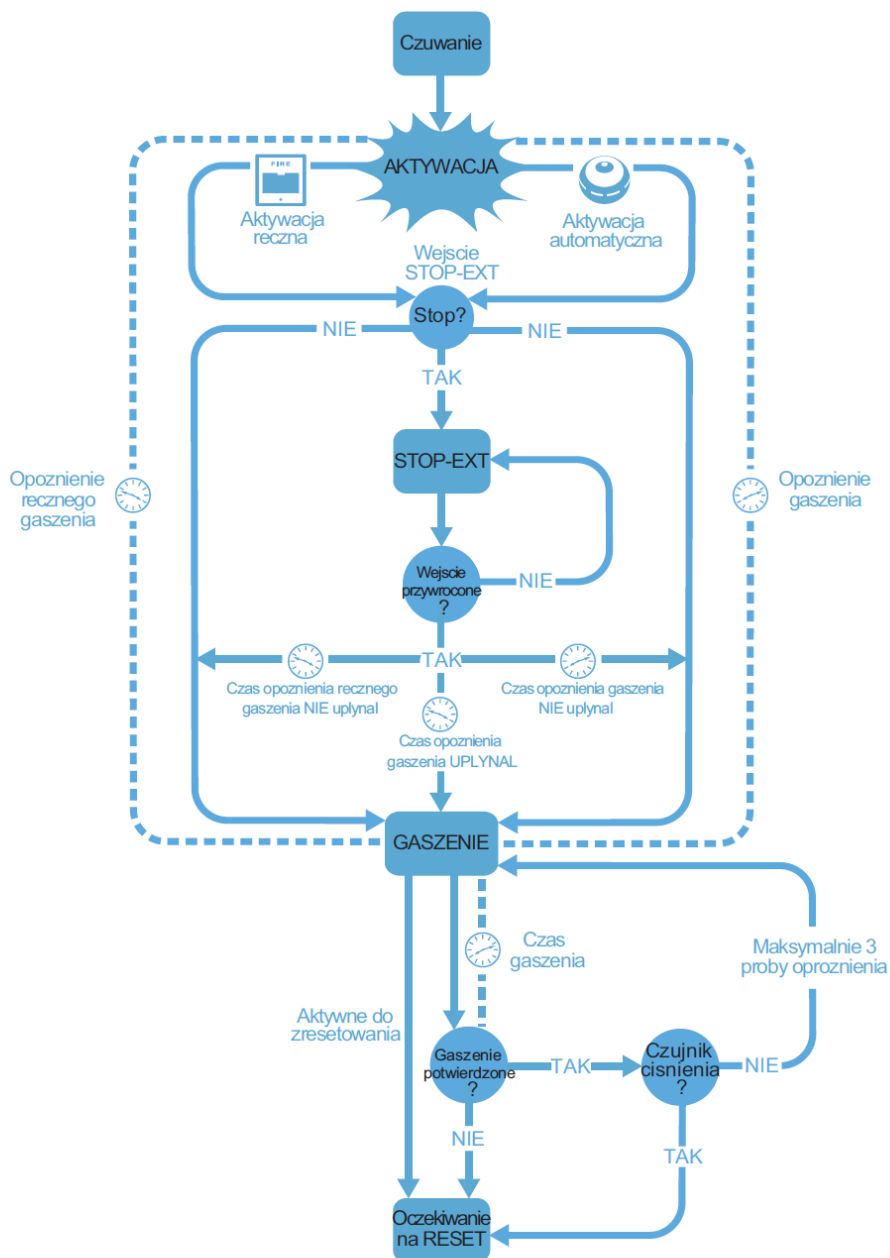 Czuwanie
AKTYWACJA
FIRE
Aktywacja
reczna
Aktywacja
automatyczna
Wejscie
STOP-EXT
Stop?
NIE
NIE
TAK
STOP-EXT
Opoznienie
recznego
gaszenia
Opoznienie
gaszenia
Wejscie
przywrocone
?
NIE
TAK
Czas opoznienia recznego
gaszenia NIE uplynal
Czas opoznienia gaszenia
NIE uplynal
Czas opoznienia
gaszenia UPLYNAL
GASZENIE
Czas
gaszenia
Maksymalnie 3
proby oproznienia
Aktywne do
zresetowania
Gaszenie
potwierdzone
?
TAK
Czujnik
cisnienia
?
NIE
NIE
TAK
Oczekiwanie
na RESET